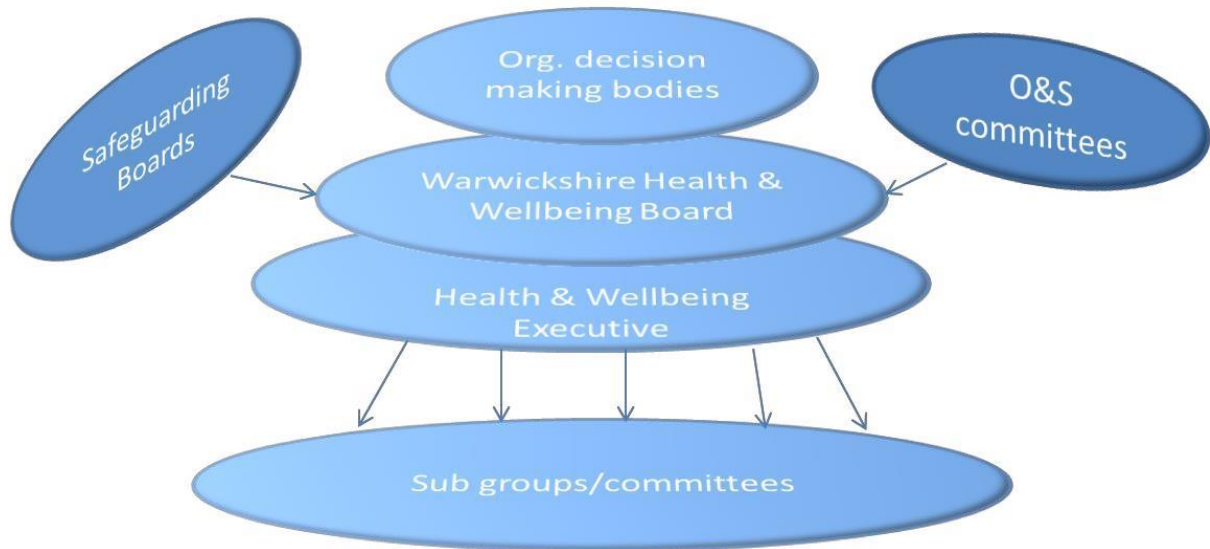 Org. decision
making bodies
Safeguarding
Boards
O&S
committees
Warwickshire Health &
Wellbeing Board
Health & Wellbeing
Executive
Sub groups/committees